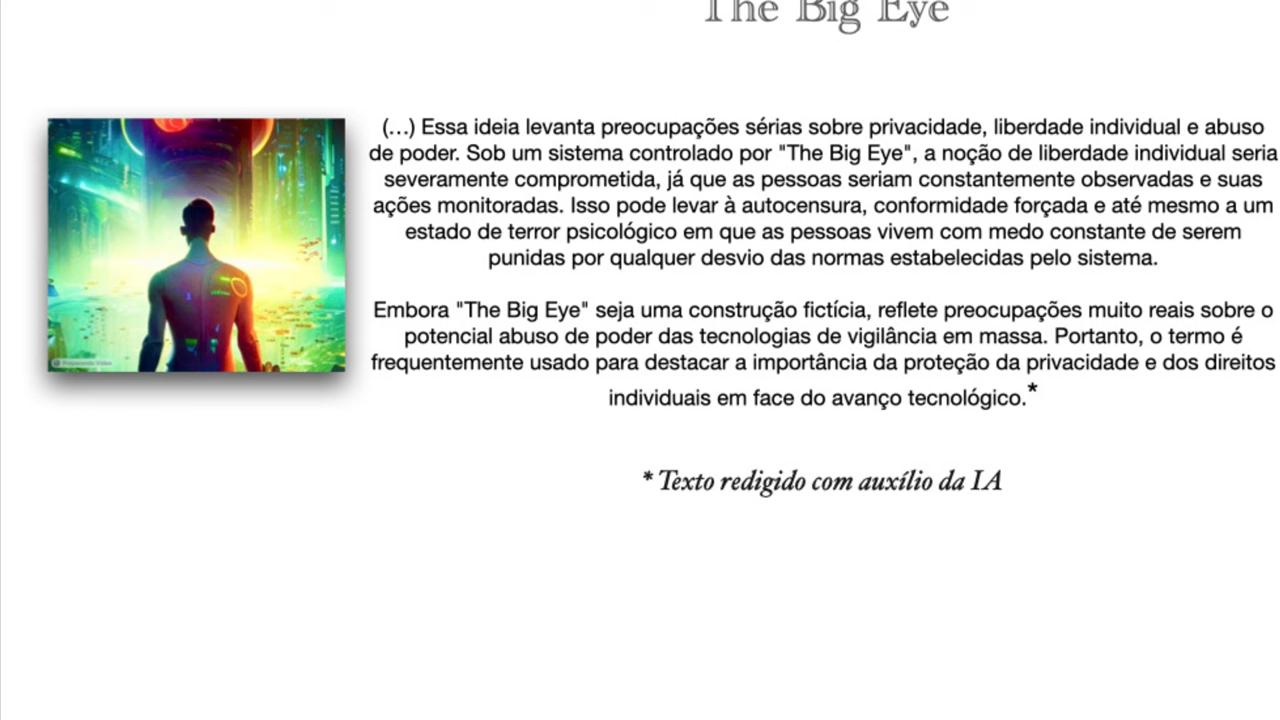 The Big Eye
(...) Essa ideia levanta preocupações sérias sobre privacidade, liberdade individual e abuso
de poder. Sob um sistema controlado por "The Big Eye", a noção de liberdade individual seria
severamente comprometida, já que as pessoas seriam constantemente observadas e suas
ações monitoradas. Isso pode levar à autocensura, conformidade forçada e até mesmo a um
estado de terror psicológico em que as pessoas vivem com medo constante de serem
punidas por qualquer desvio das normas estabelecidas pelo sistema.
Embora "The Big Eye" seja uma construção fictícia, reflete preocupações muito reais sobre o
potencial abuso de poder das tecnologias de vigilância em massa. Portanto, o termo é
frequentemente usado para destacar a importância da proteção da privacidade e dos direitos
individuais em face do avanço tecnológico.*
* Texto redigido com auxílio da IA